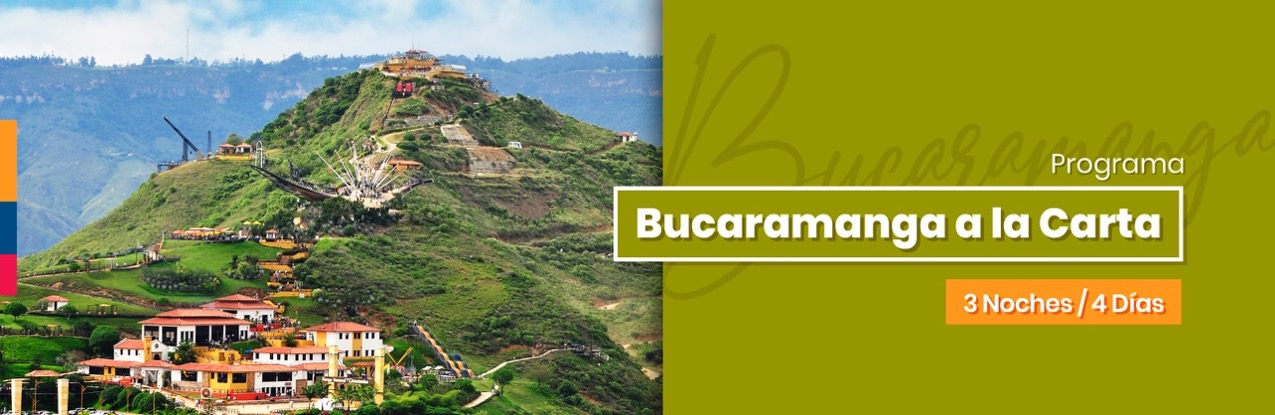 Bucaramanga
Programa
Bucaramanga a la Carta
3 Noches / 4 Días